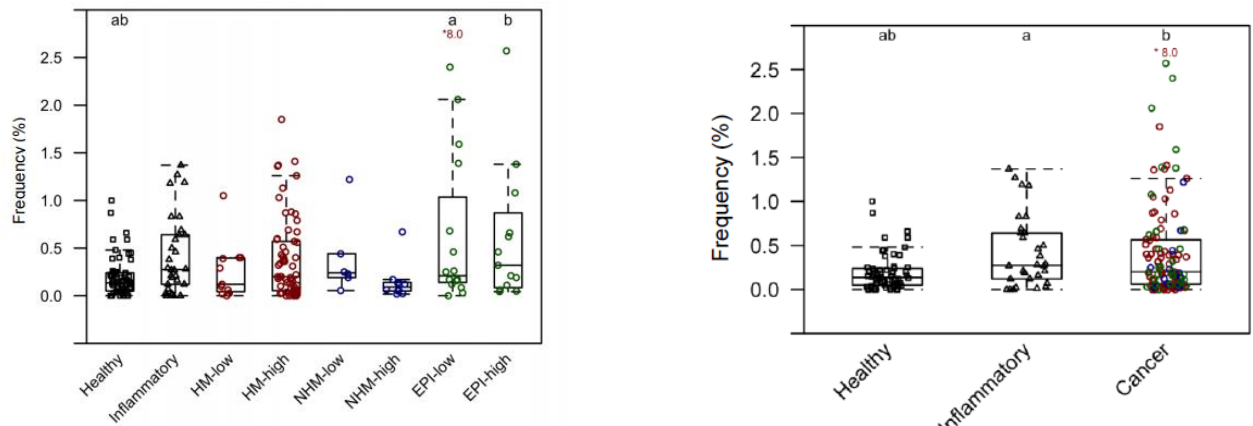 ab a b
*8.0
2.5
2.0
1.5
1.0
0.5
0.0
Frequency (%)
Healthy
Inflammatory
HM-low
HM-high
NHM-low
NHM-high
EPI-low
EPI-high
ab a b
* 8.0
2.5
2.0
1.5
1.0
0.5
0.0
Frequency (%)
Healthy
Inflammatory
Cancer